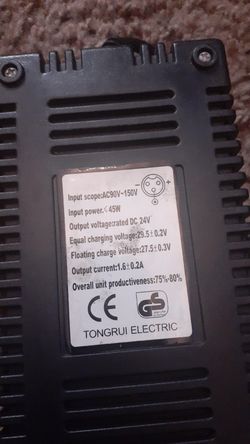 Input scope:AC90V~150V
Input power:<45W
Output voltage:rated DC 24V
Equal charging voltage:29.5±0.2V
Floating charge voltage:27.5±0.3V
Output current:1.6±0.2A
Overall unit productiveness:75%-80%
CE GS
TONGRUI ELECTRIC